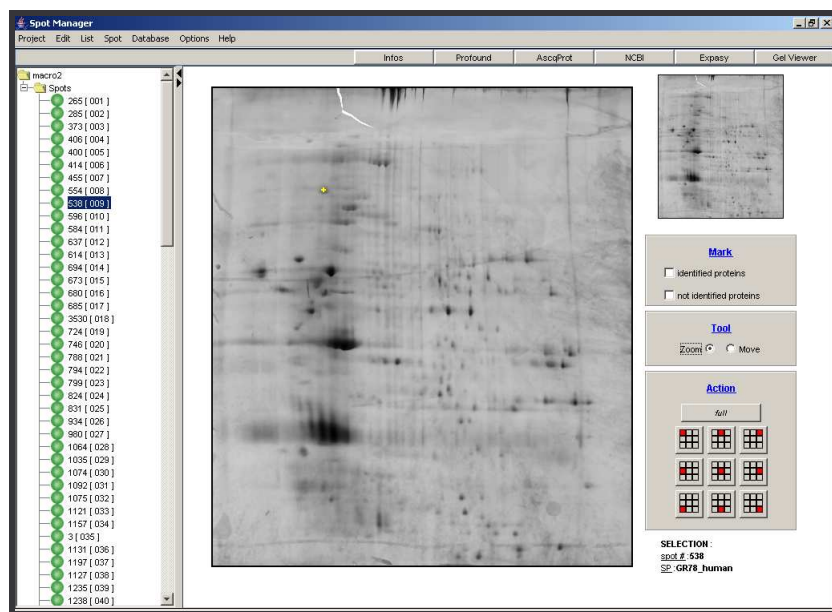 Spot Manager
Project Edit List Spot Database Options Help
Infos Profound AscqProt NCBI Expasy Gel Viewer
macro2
Spots
265 [ 001 ]
285 [ 002 ]
373 [ 003 ]
406 [ 004 ]
400 [ 005 ]
414 [ 006 ]
455 [ 007 ]
554 [ 008 ]
538 [ 009 ]
596 [ 010 ]
584 [ 011 ]
637 [ 012 ]
614 [ 013 ]
694 [ 014 ]
673 [ 015 ]
680 [ 016 ]
685 [ 017 ]
3530 [ 018 ]
724 [ 019 ]
746 [ 020 ]
788 [ 021 ]
794 [ 022 ]
799 [ 023 ]
824 [ 024 ]
831 [ 025 ]
934 [ 026 ]
980 [ 027 ]
1064 [ 028 ]
1035 [ 029 ]
1074 [ 030 ]
1092 [ 031 ]
1075 [ 032 ]
1121 [ 033 ]
1157 [ 034 ]
3 [ 035 ]
1131 [ 036 ]
1197 [ 037 ]
1127 [ 038 ]
1235 [ 039 ]
1238 [ 040 ]
Mark
identified proteins
not identified proteins
Tool
Zoom Move
Action
full
SELECTION :
spot # :538
SP :GR78_human